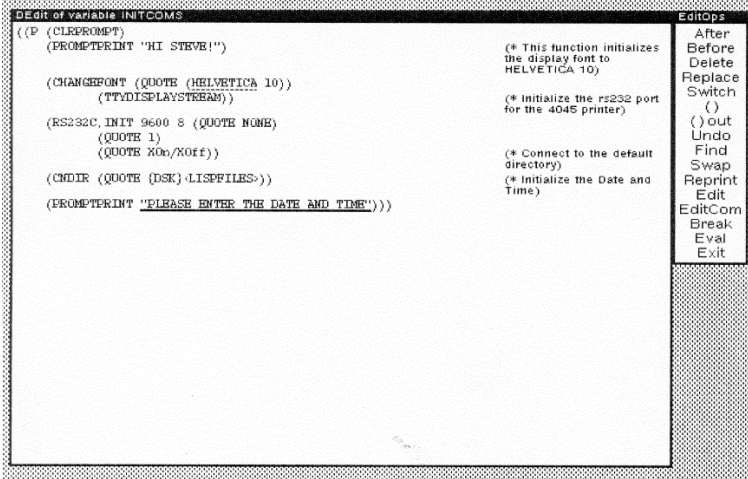 DEdit of variable INITCOMS
((P (CLRPROMPT)
(PROMPTPRINT "HI STEVE!")
(* This function initializes
the display font to
HELVETICA 10)
(CHANGEFONT (QUOTE (HELVETICA 10))
(TTYDISPLAYSTREAM))
(* Initialize the rs232 port
for the 4045 printer)
(RS232C.INIT 9600 8 (QUOTE NONE)
(QUOTE 1)
(QUOTE XOn/XOff))
(* Connect to the default
directory)
(CNDIR (QUOTE {DSK}<LISPFILES>))
(* Initialize the Date and
Time)
(PROMPTPRINT "PLEASE ENTER THE DATE AND TIME")))
EditOps
After
Before
Delete
Replace
Switch
()
() out
Undo
Find
Swap
Reprint
Edit
EditCom
Break
Eval
Exit